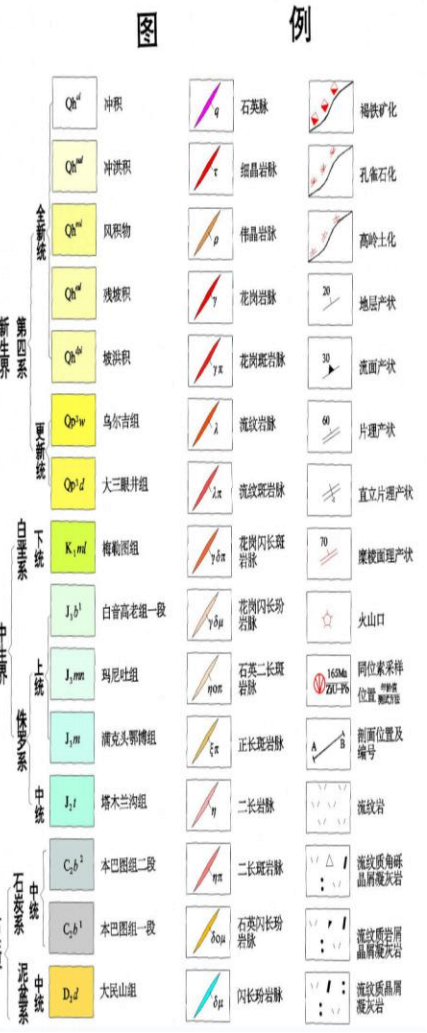 图 例
新生界
第四系
全新统
Qh^al 冲积
Qh 冲洪积
Qh 风积物
Qh 残坡积
Qh 坡洪积
更新统
Qp³w 乌尔吉组
Qp³d 大三眼井组
中生界
白垩系
下统
K₁ml 梅勒图组
侏罗系
上统
J₃b¹ 白音高老组一段
J₃mn 玛尼吐组
J₃m 满克头鄂博组
中统
J₂t 塔木兰沟组
石炭系
中统
C₂b² 本巴图组二段
C₂b¹ 本巴图组一段
泥盆系
中统
D₂d 大民山组
q 石英脉
τ 细晶岩脉
ρ 伟晶岩脉
γ 花岗岩脉
γπ 花岗斑岩脉
λ 流纹岩脉
λπ 流纹斑岩脉
γδπ 花岗闪长斑
岩脉
γδμ 花岗闪长玢
岩脉
ηοπ 石英二长斑
岩脉
ξπ 正长斑岩脉
η 二长岩脉
ηπ 二长斑岩脉
δομ 石英闪长玢
岩脉
δμ 闪长玢岩脉
褐铁矿化
孔雀石化
高岭土化
20 地层产状
30 流面产状
60 片理产状
直立片理产状
70 糜棱面理产状
火山口
163Ma
ZrU-Pb
同位素采样
位置 年龄值
测试方法
A B 剖面位置及
编号
流纹岩
流纹质角砾
晶屑凝灰岩
流纹质岩屑
晶屑凝灰岩
流纹质晶屑
凝灰岩